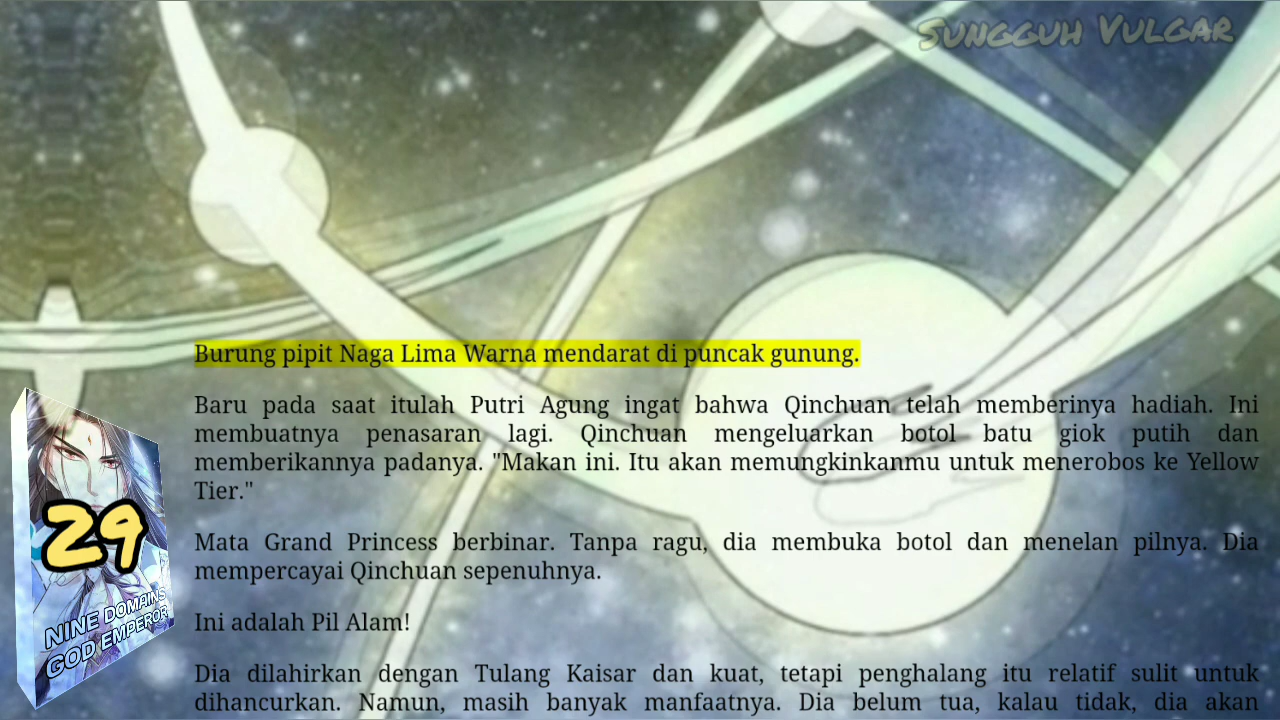 Sungguh Vulgar
Burung pipit Naga Lima Warna mendarat di puncak gunung.
Baru pada saat itulah Putri Agung ingat bahwa Qinchuan telah memberinya hadiah. Ini
membuatnya penasaran lagi. Qinchuan mengeluarkan botol batu giok putih dan
memberikannya padanya. "Makan ini. Itu akan memungkinkanmu untuk menerobos ke Yellow
Tier."
Mata Grand Princess berbinar. Tanpa ragu, dia membuka botol dan menelan pilnya. Dia
mempercayai Qinchuan sepenuhnya.
Ini adalah Pil Alam!
Dia dilahirkan dengan Tulang Kaisar dan kuat, tetapi penghalang itu relatif sulit untuk
dihancurkan. Namun, masih banyak manfaatnya. Dia belum tua, kalau tidak, dia akan
29
NINE DOMAINS
GOD EMPEROR